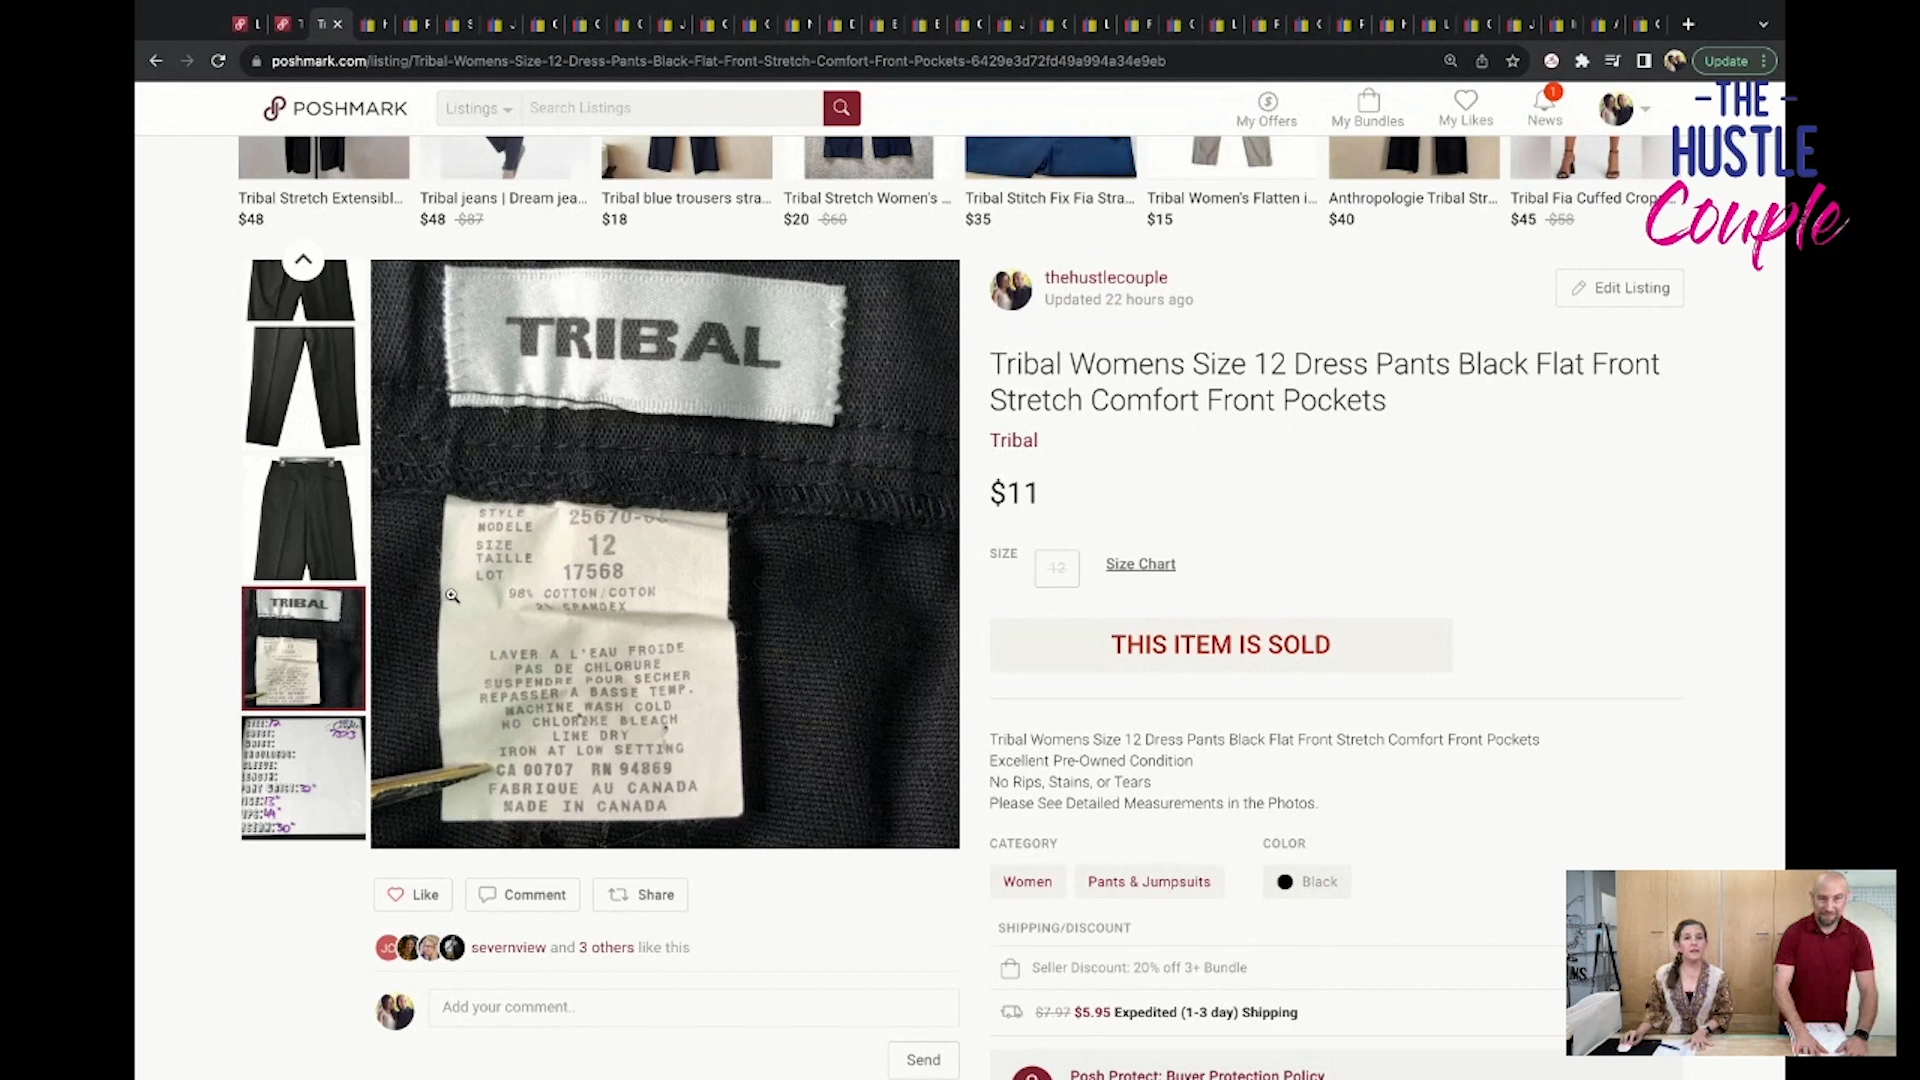 Update
poshmark.com/listing/Tribal-Womens-Size-12-Dress-Pants-Black-Flat-Front-Stretch-Comfort-Front-Pockets-6429e3d72fd49a994a34e9eb
-THE-
HUSTLE
Couple
POSHMARK
Listings
Search Listings
My Offers
My Bundles
My Likes
1
News
Tribal Stretch Extensibl...
$48
Tribal jeans | Dream jea...
$48 $87
Tribal blue trousers stra...
$18
Tribal Stretch Women's ...
$20 $60
Tribal Stitch Fix Fia Stra...
$35
Tribal Women's Flatten i...
$15
Anthropologie Tribal Str...
$40
Tribal Fia Cuffed Crop
$45 $58
TRIBAL
STYLE
MODELE
25670-
SIZE
TAILLE
12
LOT
17568
98% COTTON/COTON
2% SPANDEX
LAVER A L'EAU FROIDE
PAS DE CHLORURE
SUSPENDRE POUR SECHER
REPASSER A BASSE TEMP.
MACHINE WASH COLD
NO CHLORINE BLEACH
LINE DRY
IRON AT LOW SETTING
CA 00707 RN 94869
FABRIQUE AU CANADA
MADE IN CANADA
TRIBAL
thehustlecouple
Updated 22 hours ago
Edit Listing
Tribal Womens Size 12 Dress Pants Black Flat Front
Stretch Comfort Front Pockets
Tribal
$11
SIZE
12
Size Chart
THIS ITEM IS SOLD
Tribal Womens Size 12 Dress Pants Black Flat Front Stretch Comfort Front Pockets
Excellent Pre-Owned Condition
No Rips, Stains, or Tears
Please See Detailed Measurements in the Photos.
CATEGORY
COLOR
Women
Pants & Jumpsuits
Black
SHIPPING/DISCOUNT
Seller Discount: 20% off 3+ Bundle
$7.97 $5.95 Expedited (1-3 day) Shipping
Posh Protect: Buyer Protection Policy
Like
Comment
Share
JC
severnview and 3 others like this
Add your comment..
Send